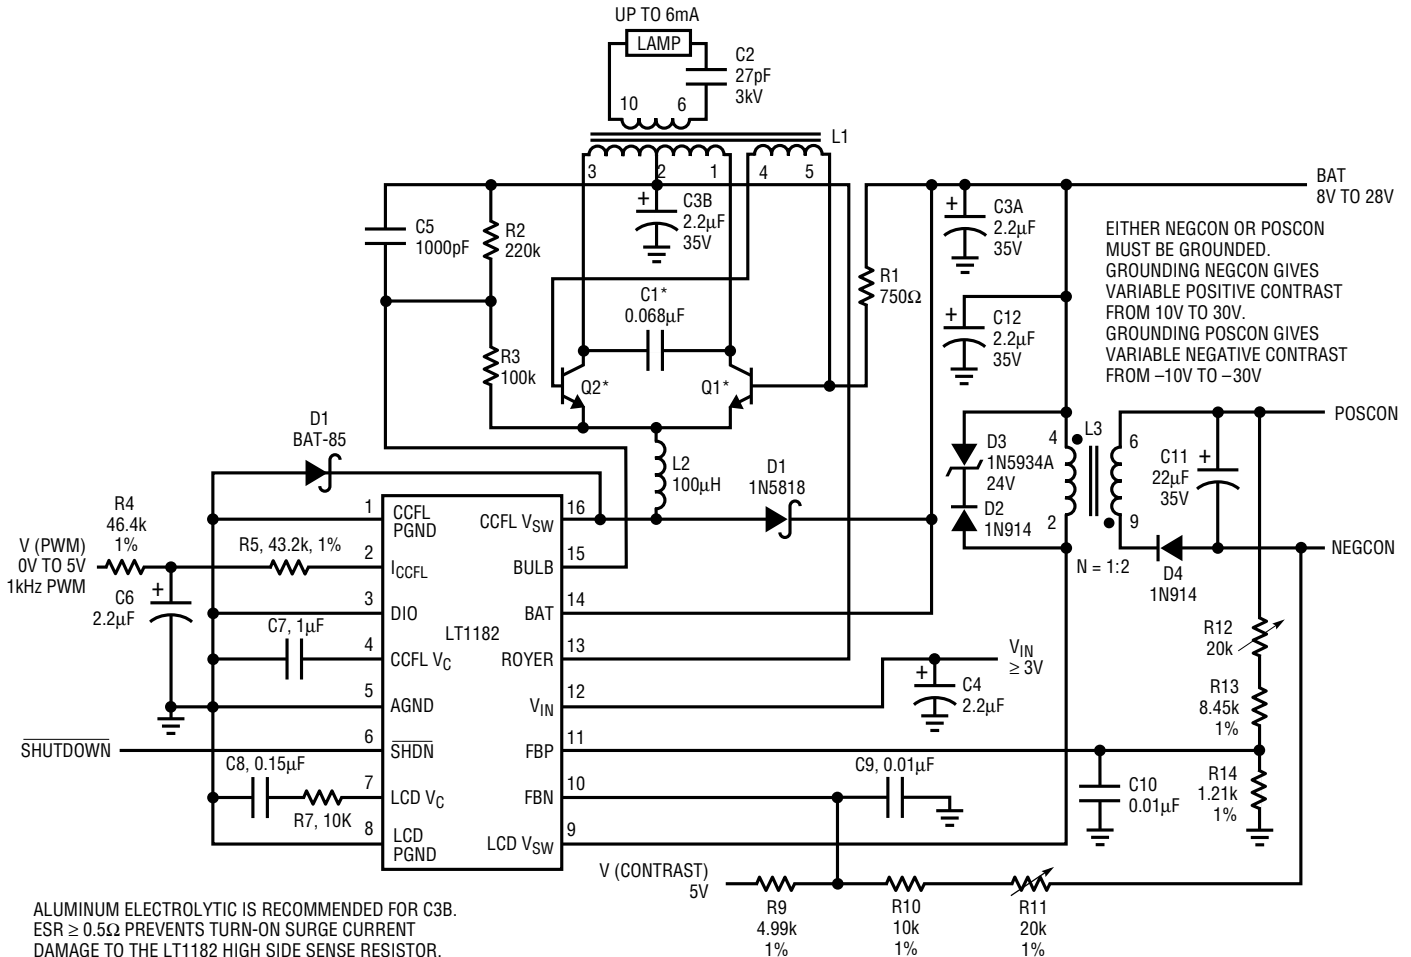 UP TO 6mA
LAMP
C2
27pF
3kV
10
6
L1
3
2
1
4
5
BAT
8V TO 28V
C5
1000pF
R2
220k
+
C3B
2.2µF
35V
+
C3A
2.2µF
35V
R1
750Ω
C1*
0.068µF
+
C12
2.2µF
35V
EITHER NEGCON OR POSCON
MUST BE GROUNDED.
GROUNDING NEGCON GIVES
VARIABLE POSITIVE CONTRAST
FROM 10V TO 30V.
GROUNDING POSCON GIVES
VARIABLE NEGATIVE CONTRAST
FROM –10V TO –30V
R3
100k
Q2*
Q1*
POSCON
D1
BAT-85
L2
100µH
D1
1N5818
D3
1N5934A
24V
D2
1N914
4
L3
6
2
9
N = 1:2
C11
+
22µF
35V
D4
1N914
NEGCON
R4
46.4k
1%
V (PWM)
0V TO 5V
1kHz PWM
R5, 43.2k, 1%
+
C6
2.2µF
C7, 1µF
1
CCFL
PGND
2
ICCFL
3
DIO
4
CCFL VC
5
AGND
6
SHDN
7
LCD VC
8
LCD
PGND
LT1182
CCFL VSW
16
BULB
15
BAT
14
ROYER
13
VIN
12
FBP
11
FBN
10
LCD VSW
9
VIN
≥ 3V
+
C4
2.2µF
R12
20k
R13
8.45k
1%
SHUTDOWN
C8, 0.15µF
R7, 10K
C9, 0.01µF
C10
0.01µF
R14
1.21k
1%
V (CONTRAST)
5V
R9
4.99k
1%
R10
10k
1%
R11
20k
1%
ALUMINUM ELECTROLYTIC IS RECOMMENDED FOR C3B.
ESR ≥ 0.5Ω PREVENTS TURN-ON SURGE CURRENT
DAMAGE TO THE LT1182 HIGH SIDE SENSE RESISTOR.